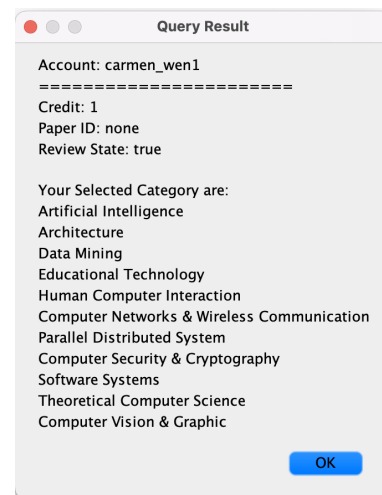 Query Result
Account: carmen_wen1
=======================
Credit: 1
Paper ID: none
Review State: true
Your Selected Category are:
Artificial Intelligence
Architecture
Data Mining
Educational Technology
Human Computer Interaction
Computer Networks & Wireless Communication
Parallel Distributed System
Computer Security & Cryptography
Software Systems
Theoretical Computer Science
Computer Vision & Graphic
OK